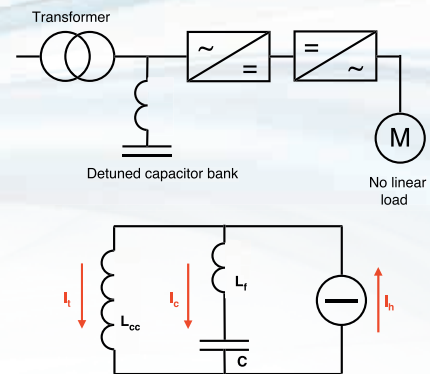 Transformer
~
=
=
~
M
Detuned capacitor bank
No linear
load
It
Ic
Lf
Ih
Lcc
C